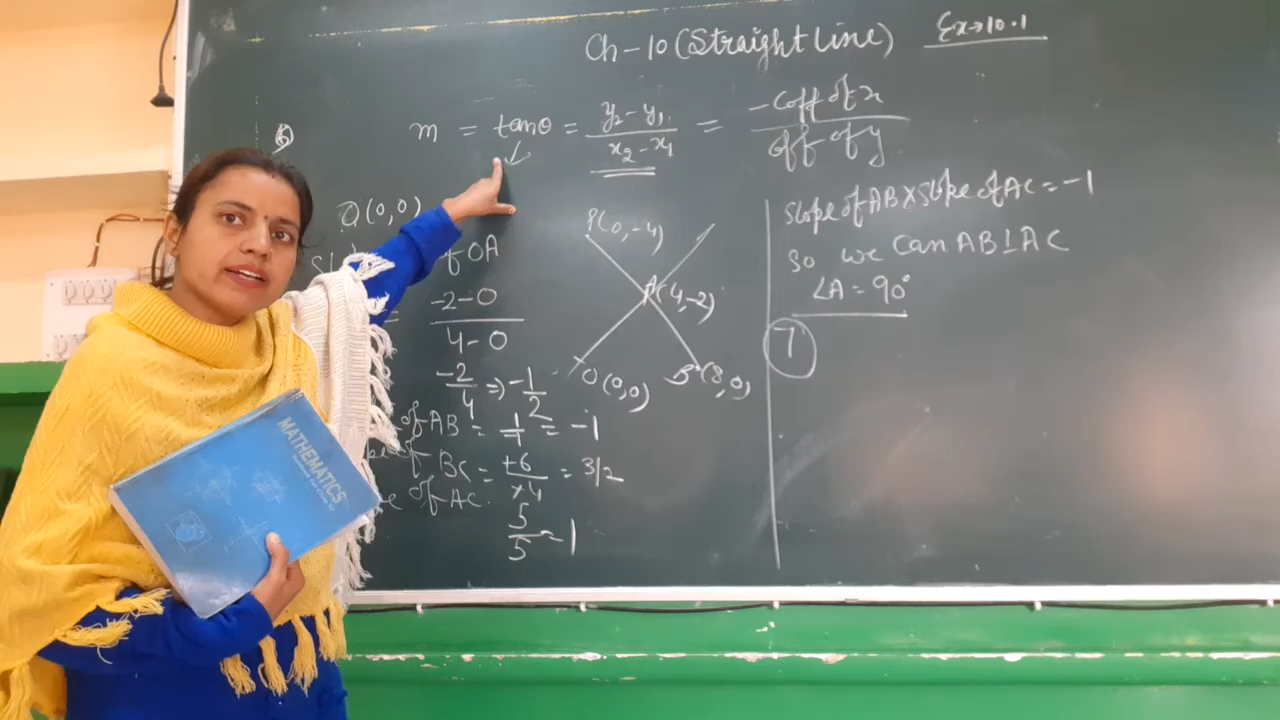 Ch-10 (Straight Line) Ex→10.1
m = tanθ = y₂-y₁ / x₂-x₁ = -Coff of x / off of y
6
(0,0)
of OA
= -2-0 / 4-0
-2/4 ⇒ -1/2
of AB = = -1
of BC = +6/+4 = 3/2
of AC.
5/5 = 1
P(0,-4)
A(4,-2)
O(0,0) B(8,0)
Slope of AB x Slope of AC = -1
So we Can AB⊥AC
∠A = 90°
7
MATHEMATICS